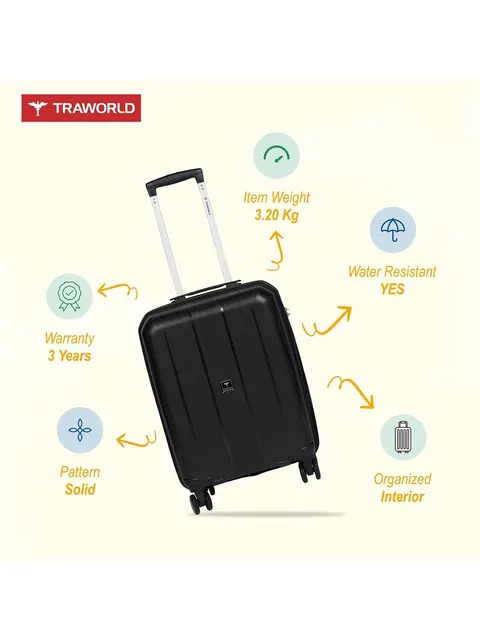 TRAWORLD
Item Weight
3.20 Kg
Water Resistant
YES
Warranty
3 Years
Pattern
Solid
Organized
Interior